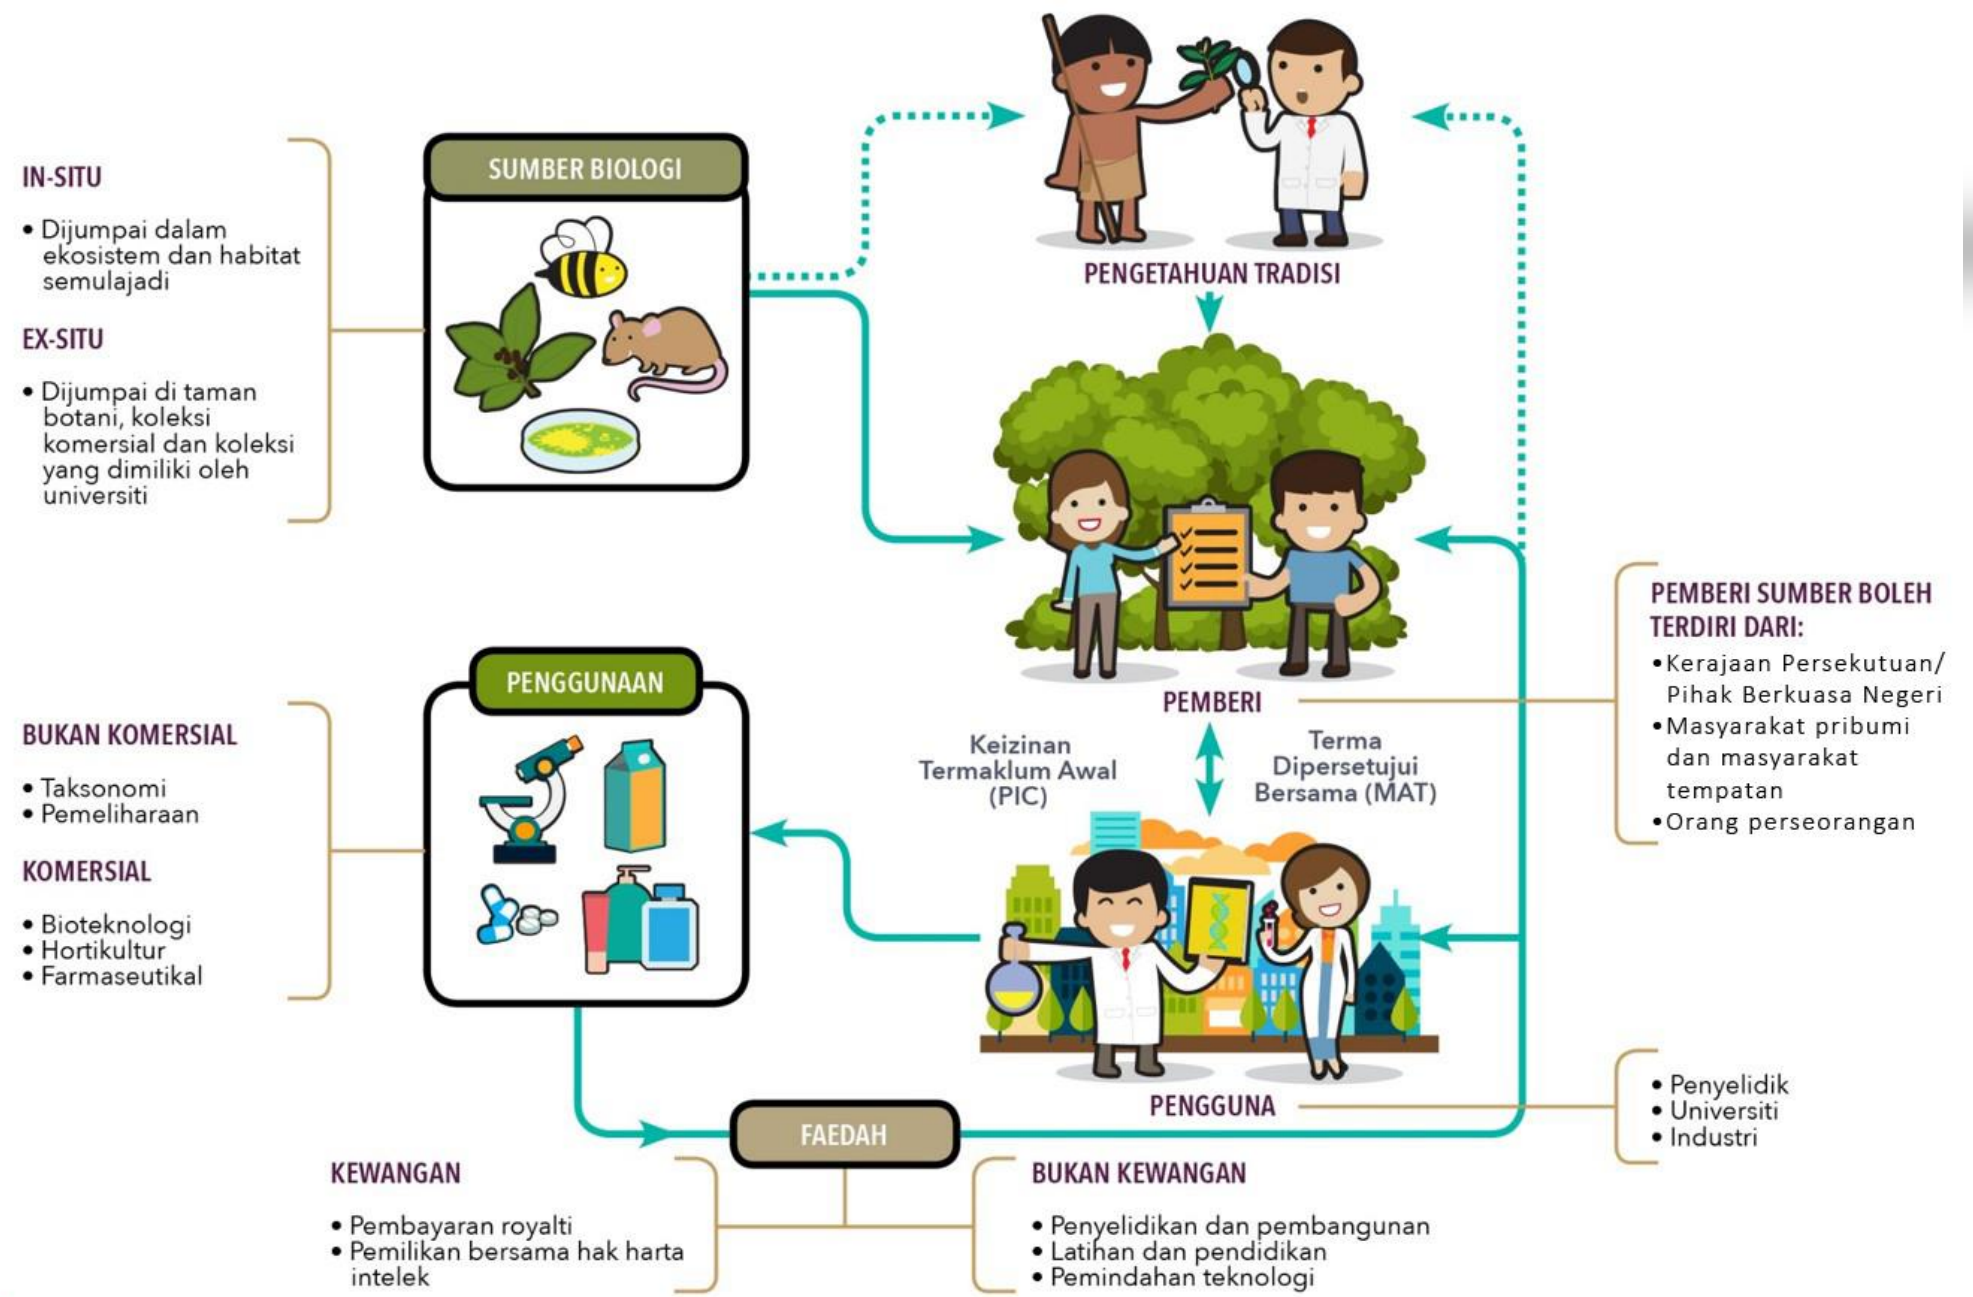 IN-SITU
• Dijumpai dalam
ekosistem dan habitat
semulajadi
EX-SITU
• Dijumpai di taman
botani, koleksi
komersial dan koleksi
yang dimiliki oleh
universiti
SUMBER BIOLOGI
PENGETAHUAN TRADISI
PEMBERI
PEMBERI SUMBER BOLEH
TERDIRI DARI:
•Kerajaan Persekutuan/
Pihak Berkuasa Negeri
•Masyarakat pribumi
dan masyarakat
tempatan
•Orang perseorangan
Keizinan
Termaklum Awal
(PIC)
Terma
Dipersetujui
Bersama (MAT)
PENGGUNAAN
BUKAN KOMERSIAL
• Taksonomi
• Pemeliharaan
KOMERSIAL
• Bioteknologi
• Hortikultur
• Farmaseutikal
PENGGUNA
• Penyelidik
• Universiti
• Industri
FAEDAH
KEWANGAN
• Pembayaran royalti
• Pemilikan bersama hak harta
intelek
BUKAN KEWANGAN
• Penyelidikan dan pembangunan
• Latihan dan pendidikan
• Pemindahan teknologi